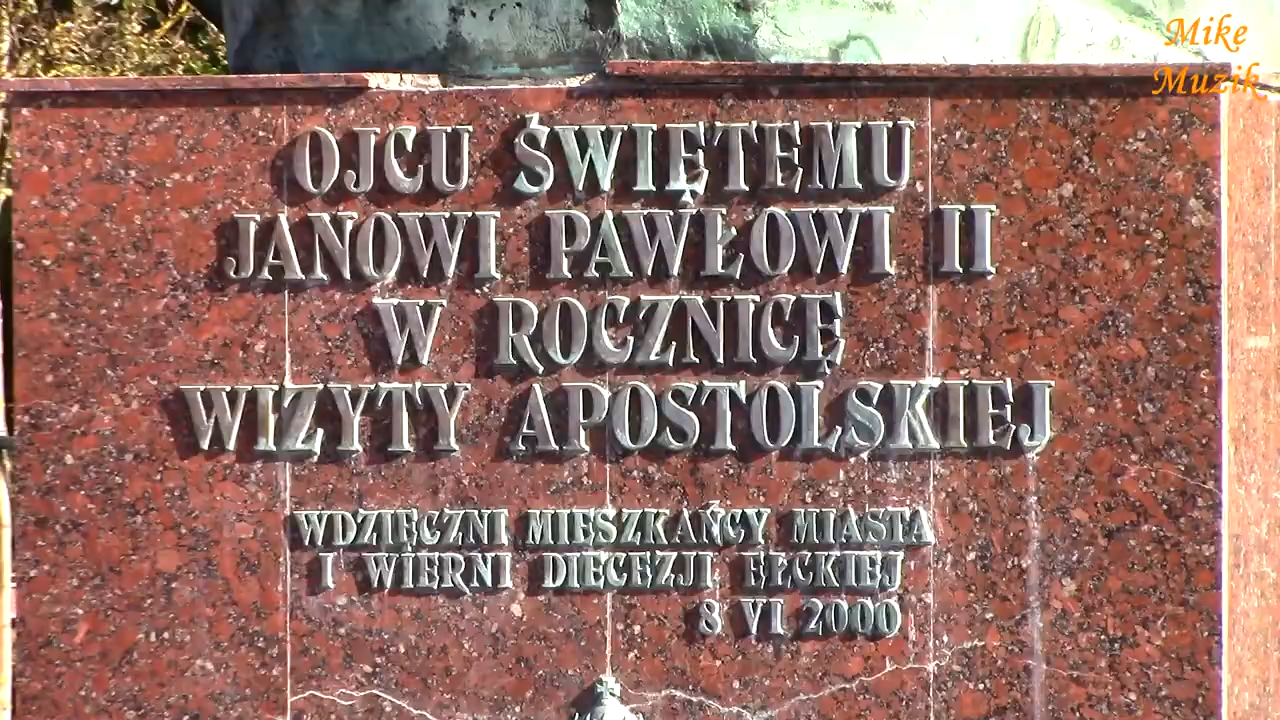 Mike
Muzik
OJCU ŚWIĘTEMU
JANOWI PAWŁOWI II
W ROCZNICĘ
WIZYTY APOSTOLSKIEJ
WDZIĘCZNI MIESZKAŃCY MIASTA
I WIERNI DIECEZJI EŁCKIEJ
8 VI 2000